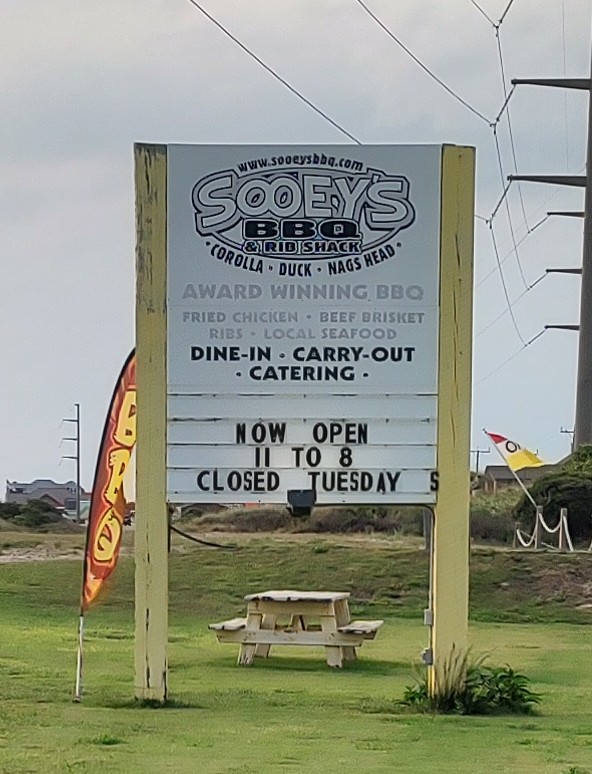 www.sooeysbbq.com
SOOEY'S
BBQ
& RIB SHACK
• COROLLA • DUCK • NAGS HEAD •
AWARD WINNING BBQ
FRIED CHICKEN • BEEF BRISKET
RIBS • LOCAL SEAFOOD
DINE-IN • CARRY-OUT
• CATERING •
NOW OPEN
11 TO 8
CLOSED TUESDAY S
BBQ